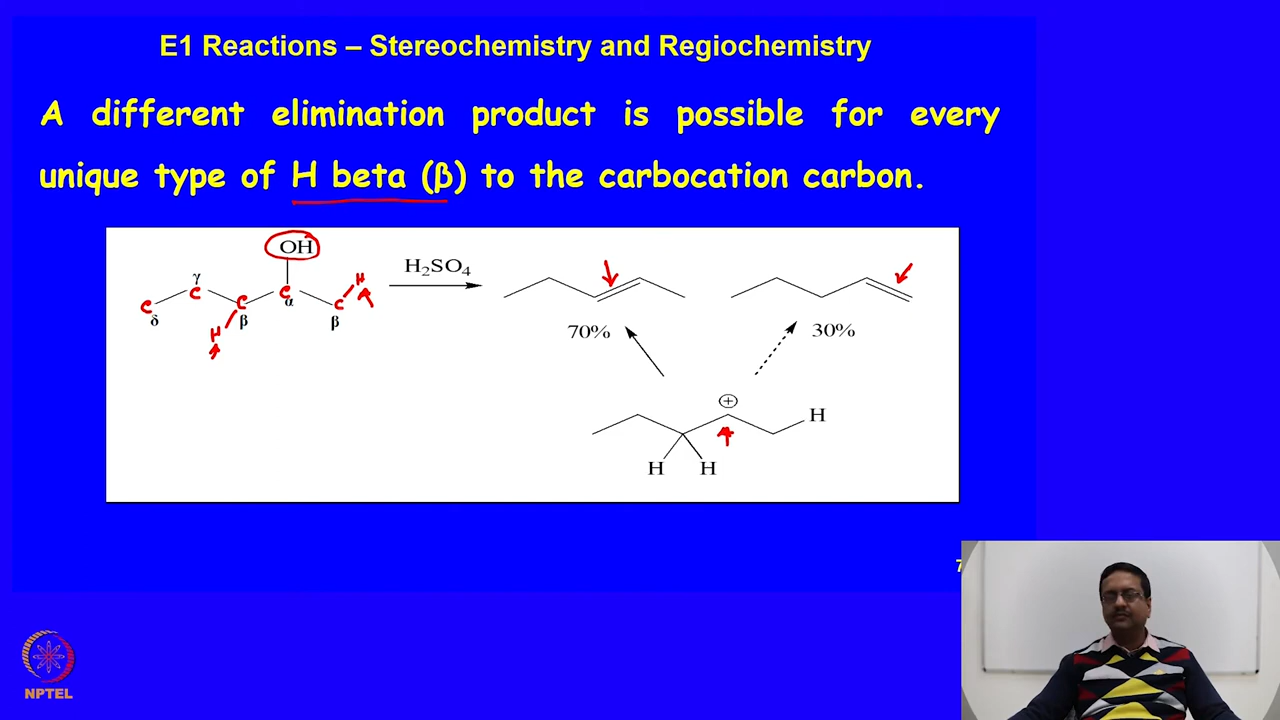 E1 Reactions – Stereochemistry and Regiochemistry
A different elimination product is possible for every
unique type of H beta (β) to the carbocation carbon.
OH
H₂SO₄
γ
H
C
C
C
C
C
α
δ
β
β
H
70%
30%
+
H
H
H
7
NPTEL